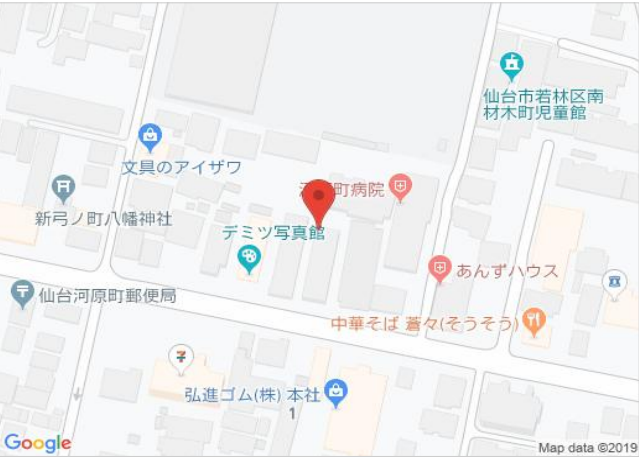 仙台市若林区南
材木町児童館
文具のアイザワ
町病院
新弓ノ町八幡神社
デミツ写真館
あんずハウス
仙台河原町郵便局
中華そば 蒼々(そうそう)
弘進ゴム(株) 本社
1
Google
Map data ©2019